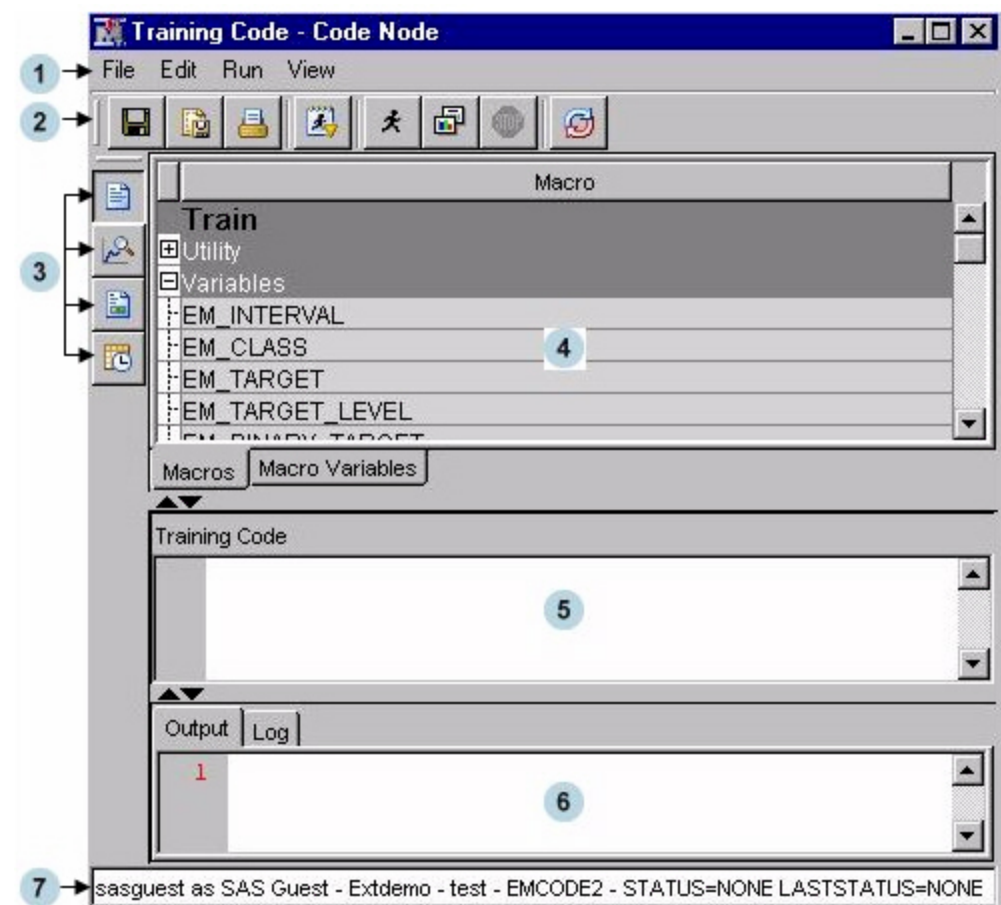 Training Code - Code Node
1
File Edit Run View
2
STOP
3
Macro
Train
Utility
Variables
EM_INTERVAL
EM_CLASS
4
EM_TARGET
EM_TARGET_LEVEL
EM_BINARY_TARGET
Macros Macro Variables
Training Code
5
Output Log
1
6
7
sasguest as SAS Guest - Extdemo - test - EMCODE2 - STATUS=NONE LASTSTATUS=NONE